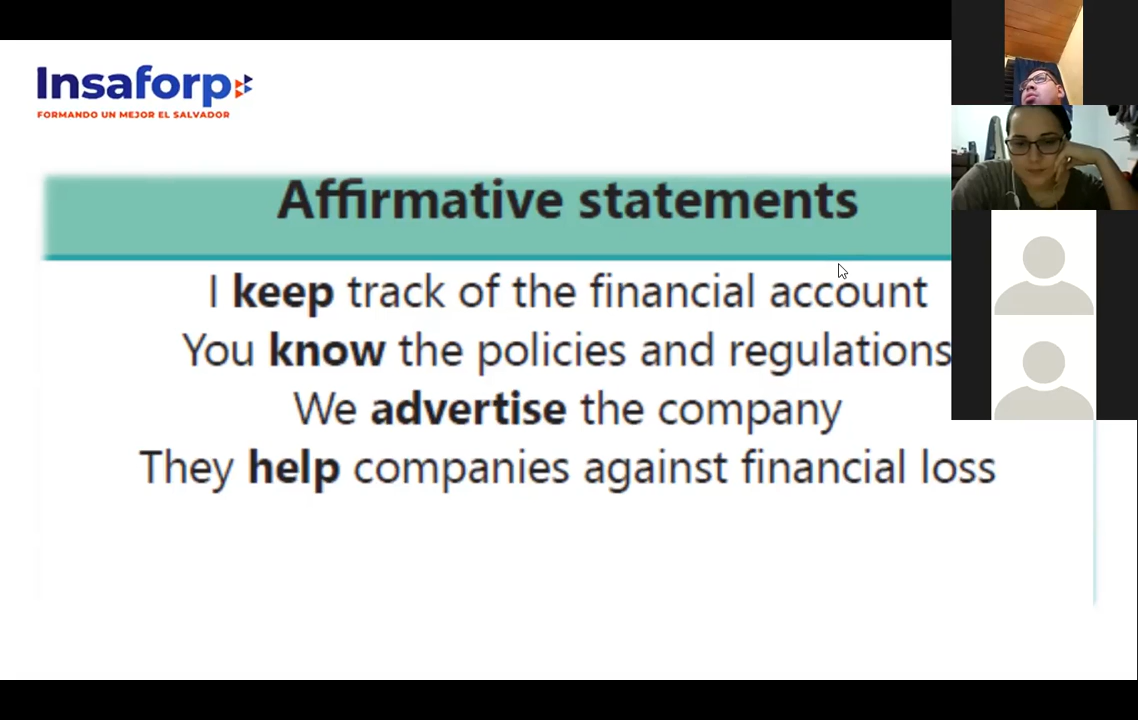 Insaforp
FORMANDO UN MEJOR EL SALVADOR
Affirmative statements
I keep track of the financial account
You know the policies and regulations
We advertise the company
They help companies against financial loss